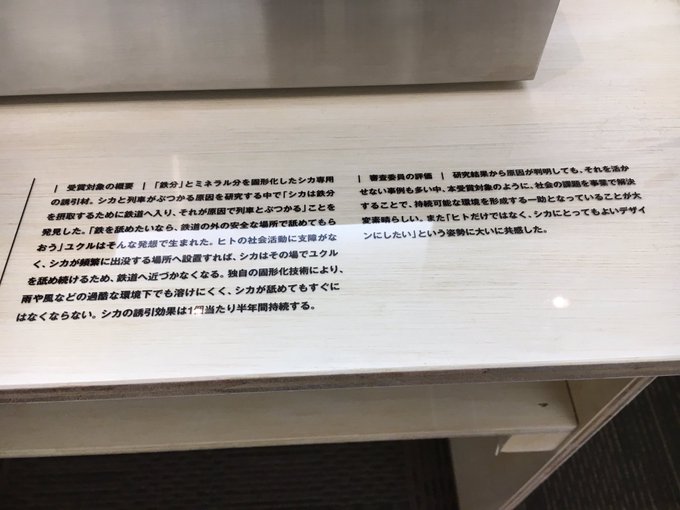 | 受賞対象の概要 | 「鉄分」とミネラル分を固形化したシカ専用
の誘引材。シカと列車がぶつかる原因を研究する中で「シカは鉄分
を摂取するために鉄道へ入り、それが原因で列車とぶつかる」ことを
発見した。「鉄を舐めたいなら、鉄道の外の安全な場所で舐めてもら
おう」ユクルはそんな発想で生まれた。ヒトの社会活動に支障がな
く、シカが頻繁に出没する場所へ設置すれば、シカはその場でユクル
を舐め続けるため、鉄道へ近づかなくなる。独自の固形化技術により、
雨や風などの過酷な環境下でも溶けにくく、シカが舐めてもすぐに
はなくならない。シカの誘引効果は1個当たり半年間持続する。
| 審査委員の評価 | 研究結果から原因が判明しても、それを活か
せない事例も多い中、本受賞対象のように、社会の課題を事業で解決
することで、持続可能な環境を形成する一助となっていることが大
変素晴らしい。また「ヒトだけではなく、シカにとってもよいデザイ
ンにしたい」という姿勢に大いに共感した。